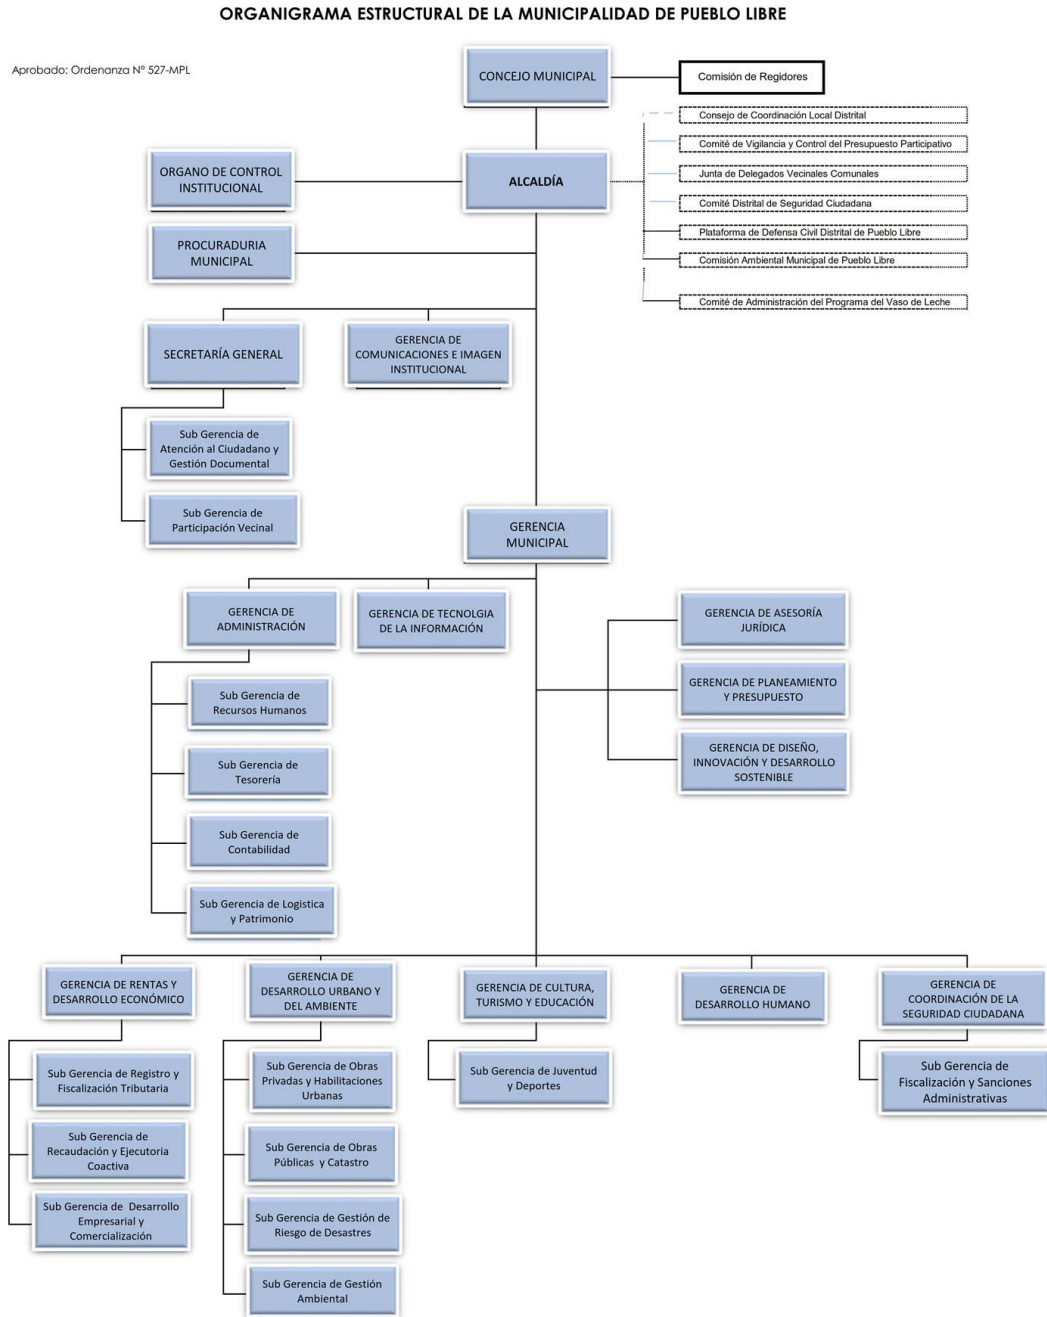 ORGANIGRAMA ESTRUCTURAL DE LA MUNICIPALIDAD DE PUEBLO LIBRE
Aprobado: Ordenanza N° 527-MPL
CONCEJO MUNICIPAL
Comisión de Regidores
Consejo de Coordinación Local Distrital
Comité de Vigilancia y Control del Presupuesto Participativo
Junta de Delegados Vecinales Comunales
Comité Distrital de Seguridad Ciudadana
Plataforma de Defensa Civil Distrital de Pueblo Libre
Comisión Ambiental Municipal de Pueblo Libre
Comité de Administración del Programa del Vaso de Leche
ORGANO DE CONTROL
INSTITUCIONAL
ALCALDÍA
PROCURADURIA
MUNICIPAL
SECRETARÍA GENERAL
GERENCIA DE
COMUNICACIONES E IMAGEN
INSTITUCIONAL
Sub Gerencia de
Atención al Ciudadano y
Gestión Documental
Sub Gerencia de
Participación Vecinal
GERENCIA
MUNICIPAL
GERENCIA DE
ADMINISTRACIÓN
GERENCIA DE TECNOLGIA
DE LA INFORMACIÓN
GERENCIA DE ASESORÍA
JURÍDICA
GERENCIA DE PLANEAMIENTO
Y PRESUPUESTO
GERENCIA DE DISEÑO,
INNOVACIÓN Y DESARROLLO
SOSTENIBLE
Sub Gerencia de
Recursos Humanos
Sub Gerencia de
Tesorería
Sub Gerencia de
Contabilidad
Sub Gerencia de Logistica
y Patrimonio
GERENCIA DE RENTAS Y
DESARROLLO ECONÓMICO
GERENCIA DE
DESARROLLO URBANO Y
DEL AMBIENTE
GERENCIA DE CULTURA,
TURISMO Y EDUCACIÓN
GERENCIA DE
DESARROLLO HUMANO
GERENCIA DE
COORDINACIÓN DE LA
SEGURIDAD CIUDADANA
Sub Gerencia de Registro y
Fiscalización Tributaria
Sub Gerencia de
Recaudación y Ejecutoria
Coactiva
Sub Gerencia de Desarrollo
Empresarial y
Comercialización
Sub Gerencia de Obras
Privadas y Habilitaciones
Urbanas
Sub Gerencia de Obras
Públicas y Catastro
Sub Gerencia de Gestión de
Riesgo de Desastres
Sub Gerencia de Gestión
Ambiental
Sub Gerencia de Juventud
y Deportes
Sub Gerencia de
Fiscalización y Sanciones
Administrativas